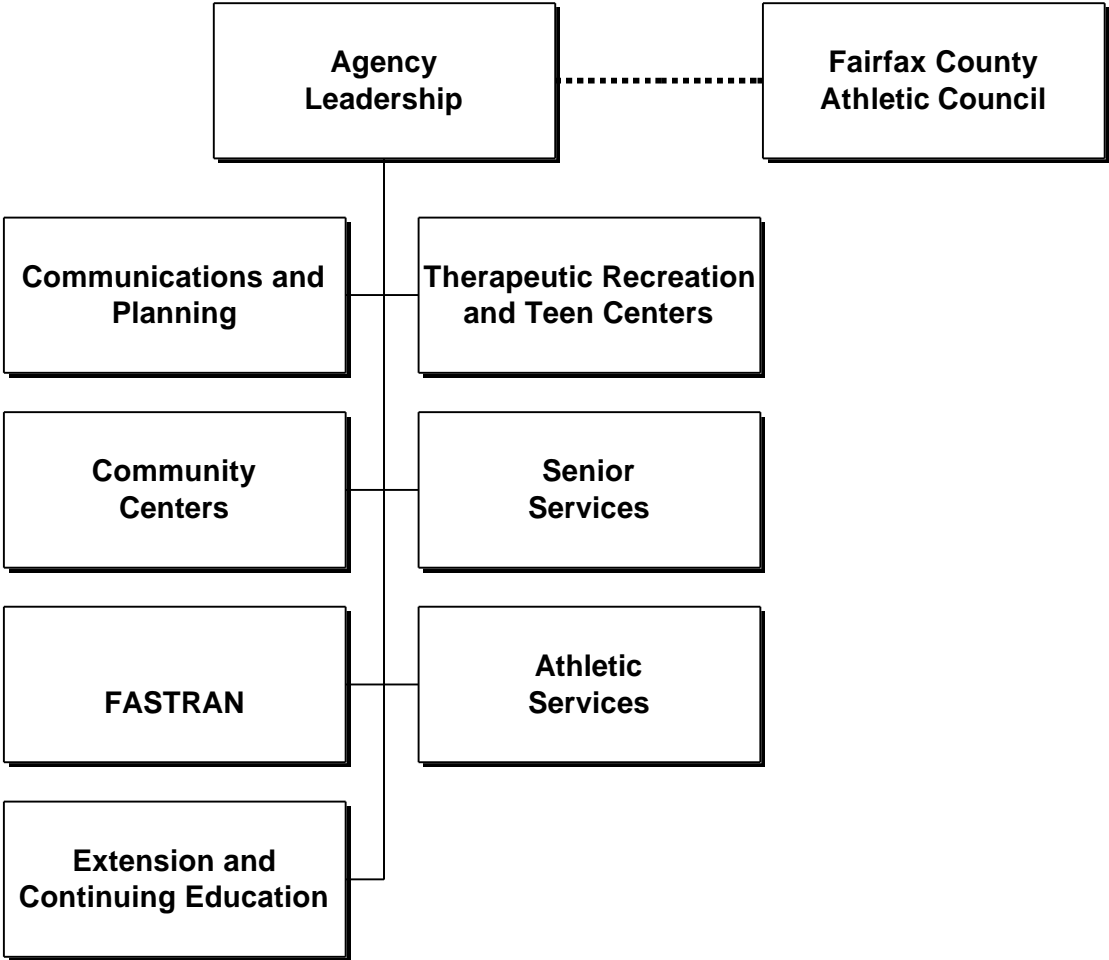 Agency
Leadership
Fairfax County
Athletic Council
Communications and
Planning
Therapeutic Recreation
and Teen Centers
Community
Centers
Senior
Services
FASTRAN
Athletic
Services
Extension and
Continuing Education